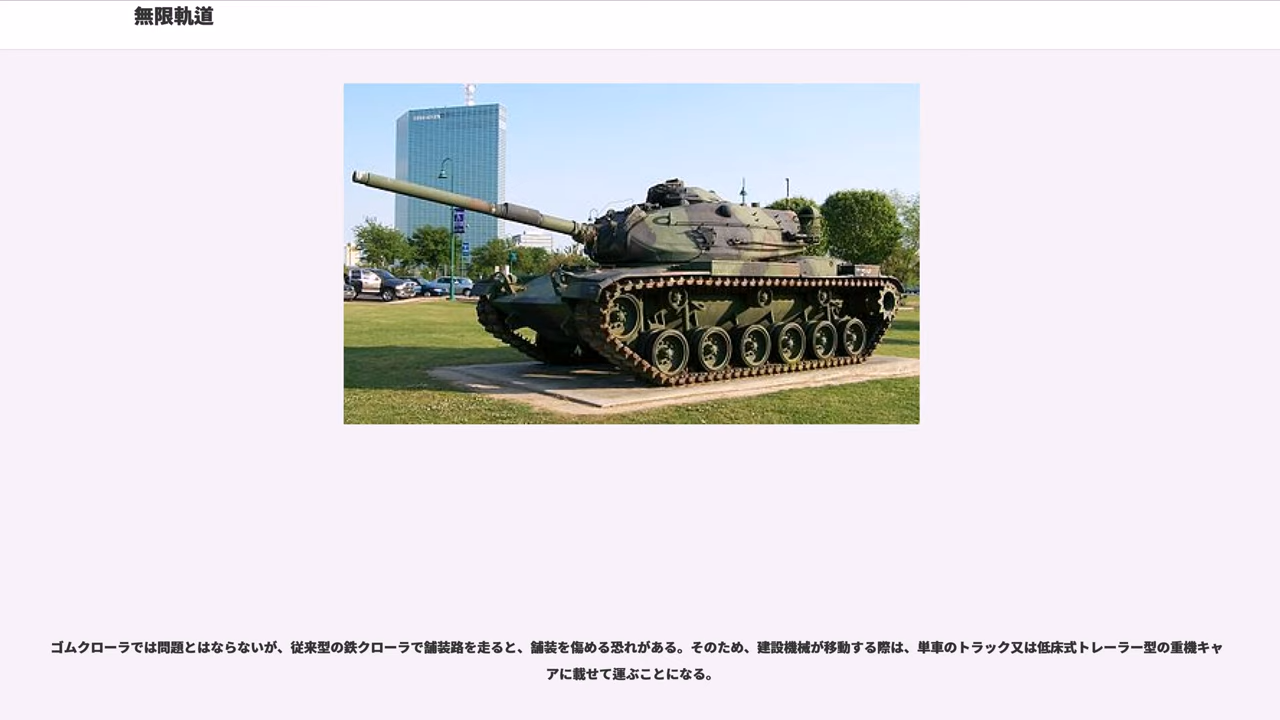 無限軌道
ゴムクローラでは問題とはならないが、従来型の鉄クローラで舗装路を走ると、舗装を傷める恐れがある。そのため、建設機械が移動する際は、単車のトラック又は低床式トレーラー型の重機キャ
アに載せて運ぶことになる。